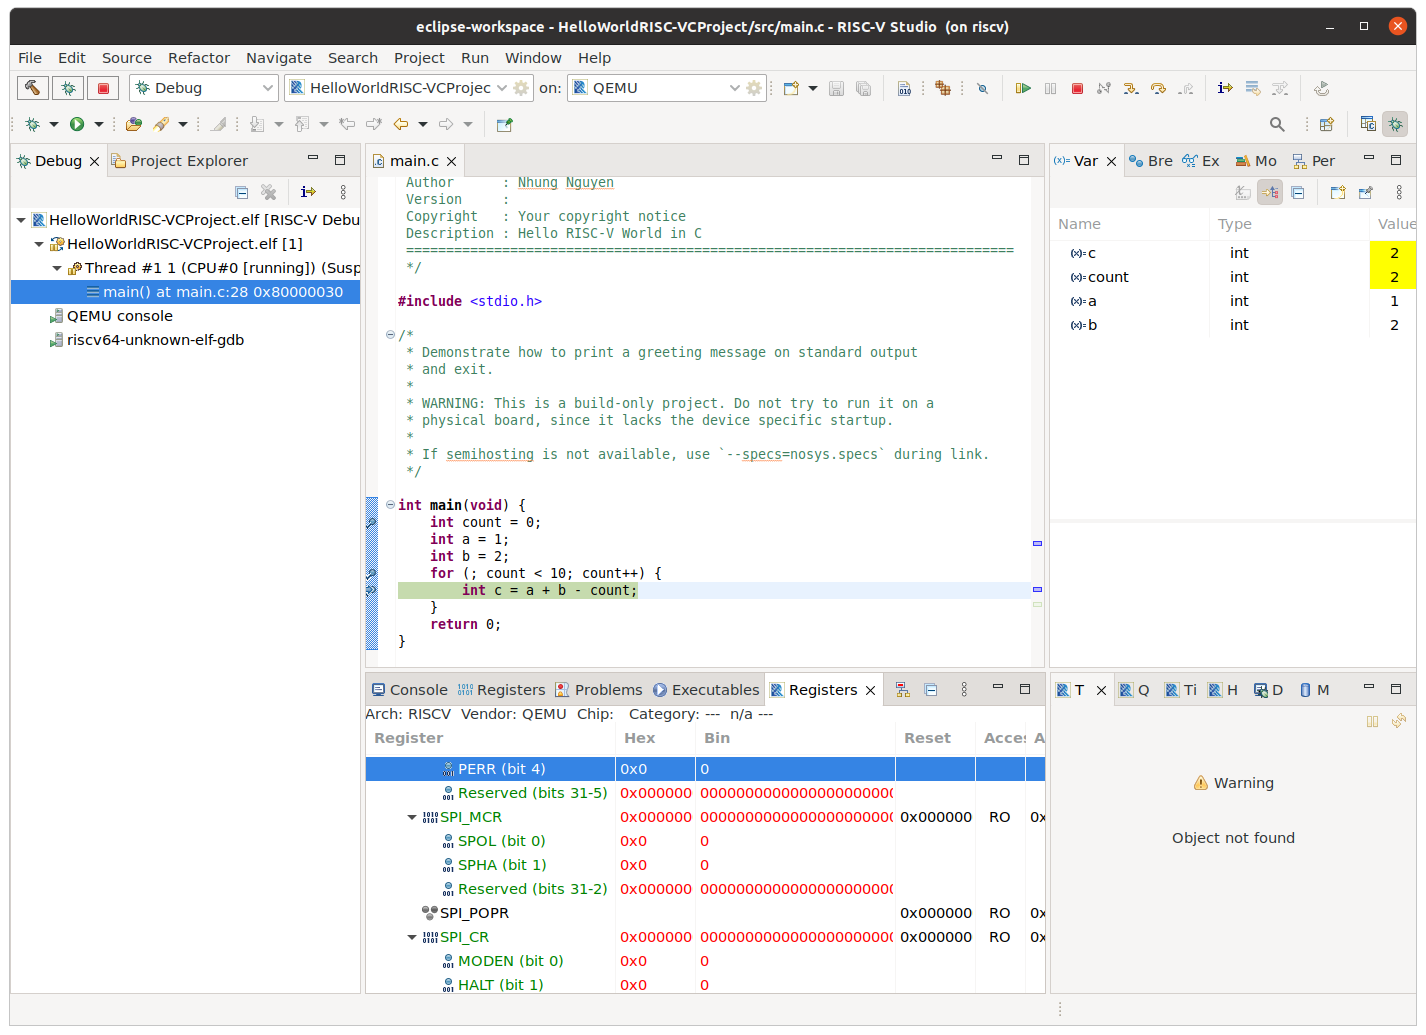 eclipse-workspace - HelloWorldRISC-VCProject/src/main.c - RISC-V Studio (on riscv)
File Edit Source Refactor Navigate Search Project Run Window Help
Debug HelloWorldRISC-VCProjec on: QEMU
Debug Project Explorer
HelloWorldRISC-VCProject.elf [RISC-V Debu
HelloWorldRISC-VCProject.elf [1]
Thread #1 1 (CPU#0 [running]) (Susp
main() at main.c:28 0x80000030
QEMU console
riscv64-unknown-elf-gdb
main.c
Author : Nhung Nguyen
Version :
Copyright : Your copyright notice
Description : Hello RISC-V World in C
============================================================================
*/
#include <stdio.h>
/*
* Demonstrate how to print a greeting message on standard output
* and exit.
*
* WARNING: This is a build-only project. Do not try to run it on a
* physical board, since it lacks the device specific startup.
*
* If semihosting is not available, use `--specs=nosys.specs` during link.
*/
int main(void) {
int count = 0;
int a = 1;
int b = 2;
for (; count < 10; count++) {
int c = a + b - count;
}
return 0;
}
(x)= Var Bre Ex Mo Per
Name Type Value
(x)= c int 2
(x)= count int 2
(x)= a int 1
(x)= b int 2
Console Registers Problems Executables Registers
Arch: RISCV Vendor: QEMU Chip: Category: --- n/a ---
Register Hex Bin Reset Acces A
PERR (bit 4) 0x0 0
Reserved (bits 31-5) 0x000000 000000000000000000000000
SPI_MCR 0x000000 000000000000000000000000 0x000000 RO 0x
SPOL (bit 0) 0x0 0
SPHA (bit 1) 0x0 0
Reserved (bits 31-2) 0x000000 000000000000000000000000
SPI_POPR 0x000000 RO 0x
SPI_CR 0x000000 000000000000000000000000 0x000000 RO 0x
MODEN (bit 0) 0x0 0
HALT (bit 1) 0x0 0
T Q Ti H D M
Warning
Object not found